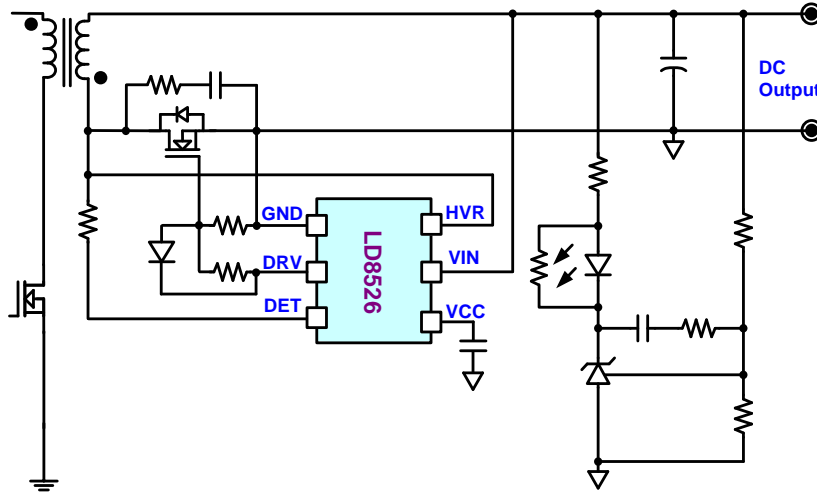 DC
Output
GND
HVR
DRV
VIN
DET
VCC
LD8526